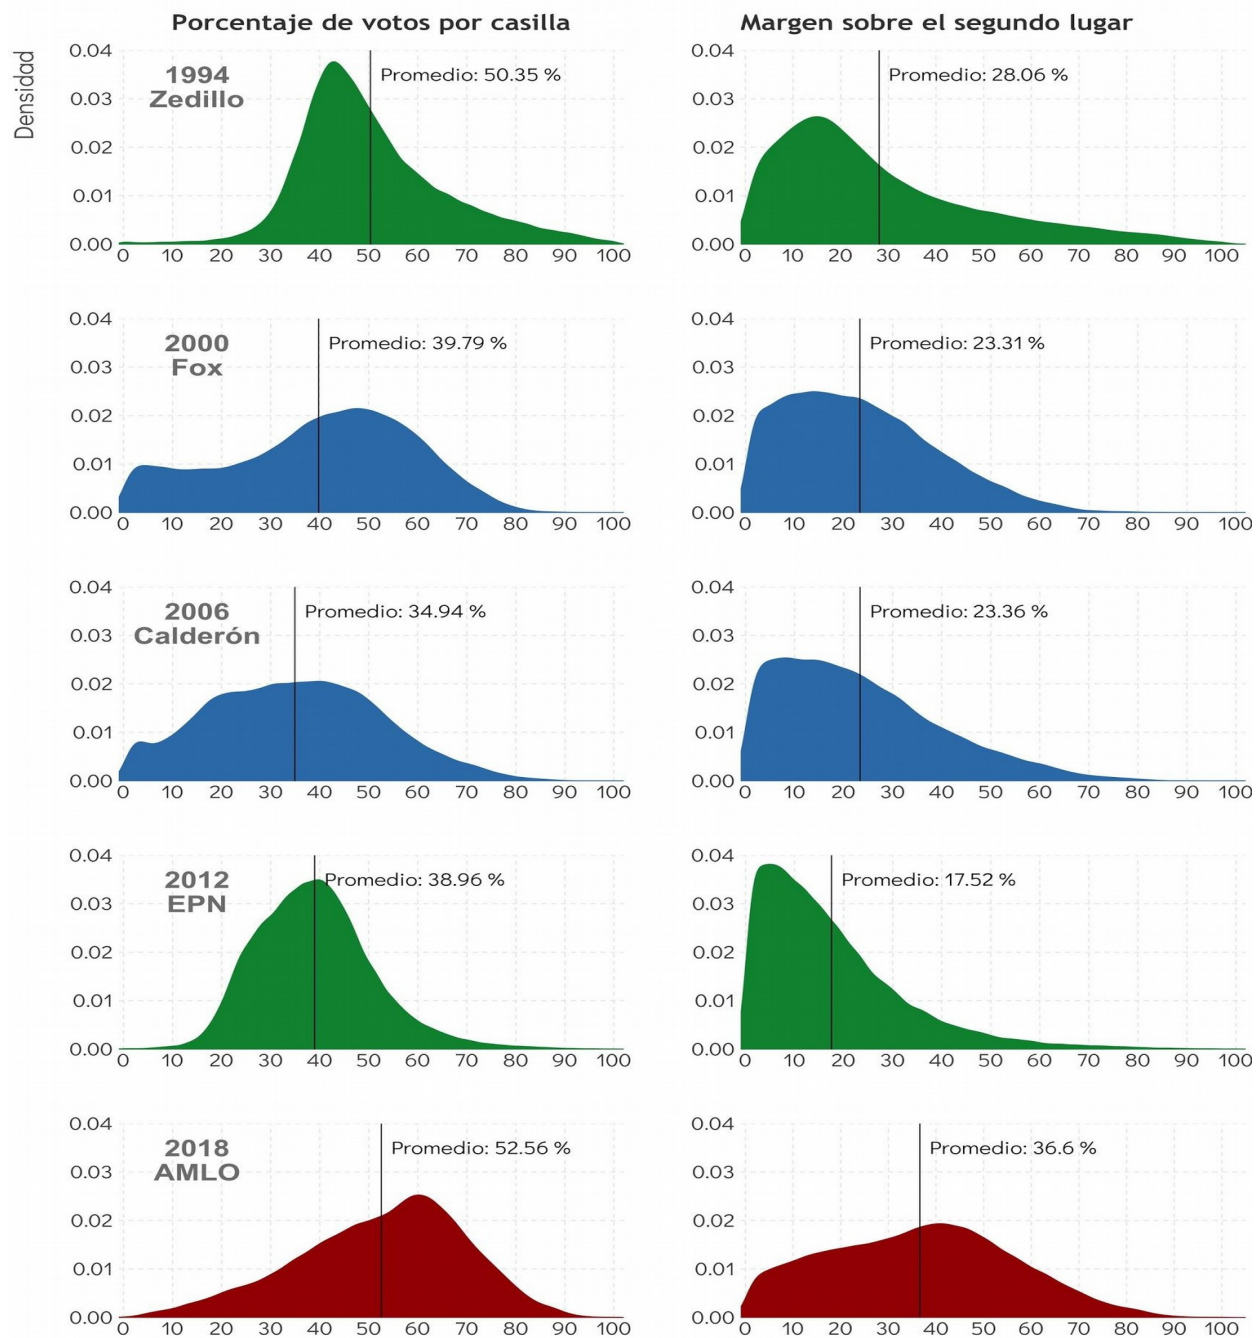 Porcentaje de votos por casilla
Margen sobre el segundo lugar
Densidad
0.04
0.03
0.02
0.01
0.00
1994
Zedillo
Promedio: 50.35 %
0 10 20 30 40 50 60 70 80 90 100
0.04
0.03
0.02
0.01
0.00
Promedio: 28.06 %
0 10 20 30 40 50 60 70 80 90 100
0.04
0.03
0.02
0.01
0.00
2000
Fox
Promedio: 39.79 %
0 10 20 30 40 50 60 70 80 90 100
0.04
0.03
0.02
0.01
0.00
Promedio: 23.31 %
0 10 20 30 40 50 60 70 80 90 100
0.04
0.03
0.02
0.01
0.00
2006
Calderón
Promedio: 34.94 %
0 10 20 30 40 50 60 70 80 90 100
0.04
0.03
0.02
0.01
0.00
Promedio: 23.36 %
0 10 20 30 40 50 60 70 80 90 100
0.04
0.03
0.02
0.01
0.00
2012
EPN
Promedio: 38.96 %
0 10 20 30 40 50 60 70 80 90 100
0.04
0.03
0.02
0.01
0.00
Promedio: 17.52 %
0 10 20 30 40 50 60 70 80 90 100
0.04
0.03
0.02
0.01
0.00
2018
AMLO
Promedio: 52.56 %
0 10 20 30 40 50 60 70 80 90 100
0.04
0.03
0.02
0.01
0.00
Promedio: 36.6 %
0 10 20 30 40 50 60 70 80 90 100